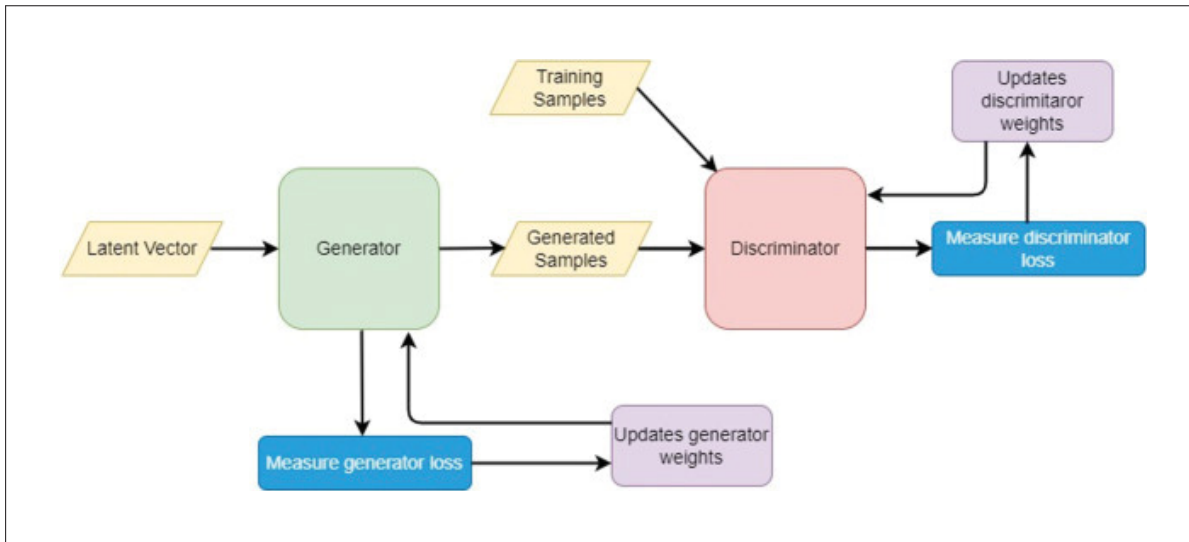 Training
Samples
Updates
discrimitaror
weights
Latent Vector
Generator
Generated
Samples
Discriminator
Measure discriminator
loss
Measure generator loss
Updates generator
weights